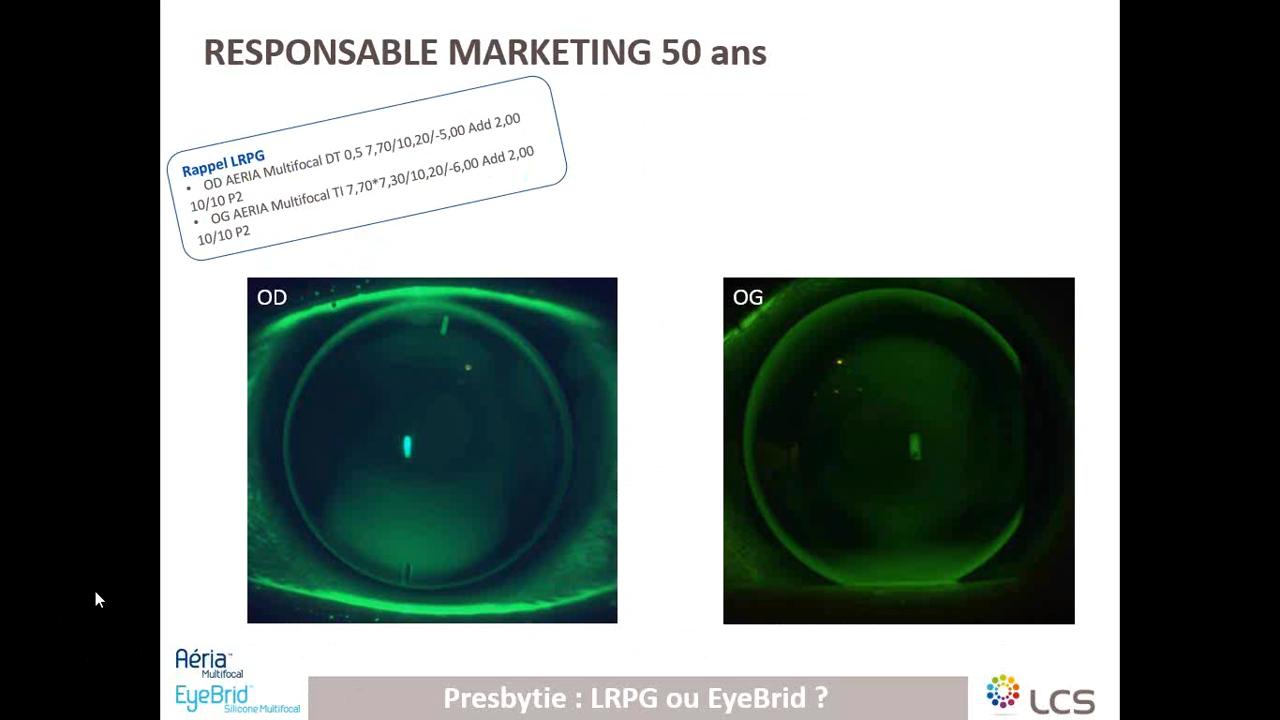 RESPONSABLE MARKETING 50 ans
Rappel LRPG
• OD AERIA Multifocal DT 0,5 7,70/10,20/-5,00 Add 2,00
10/10 P2
• OG AERIA Multifocal TI 7,70*7,30/10,20/-6,00 Add 2,00
10/10 P2
OD
OG
Aéria™
Multifocal
EyeBrid™
Silicone Multifocal
Presbytie : LRPG ou EyeBrid ?
LCS